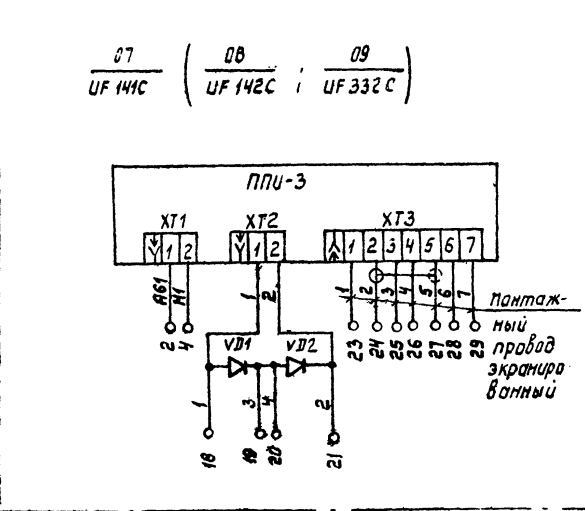 07 ( 08 ; 09 )
UF 141C UF 142C UF 332C
ППИ-3
XT1 XT2 XT3
1 2 1 2 1 2 3 4 5 6 7
A61 N1 1 2 1 2 3 4 5 6 7
Монтаж-
2 4 23 24 25 26 27 28 29 ный
VD1 VD2 провод
экраниро
ванный
1 3 4 2
18 19 20 21